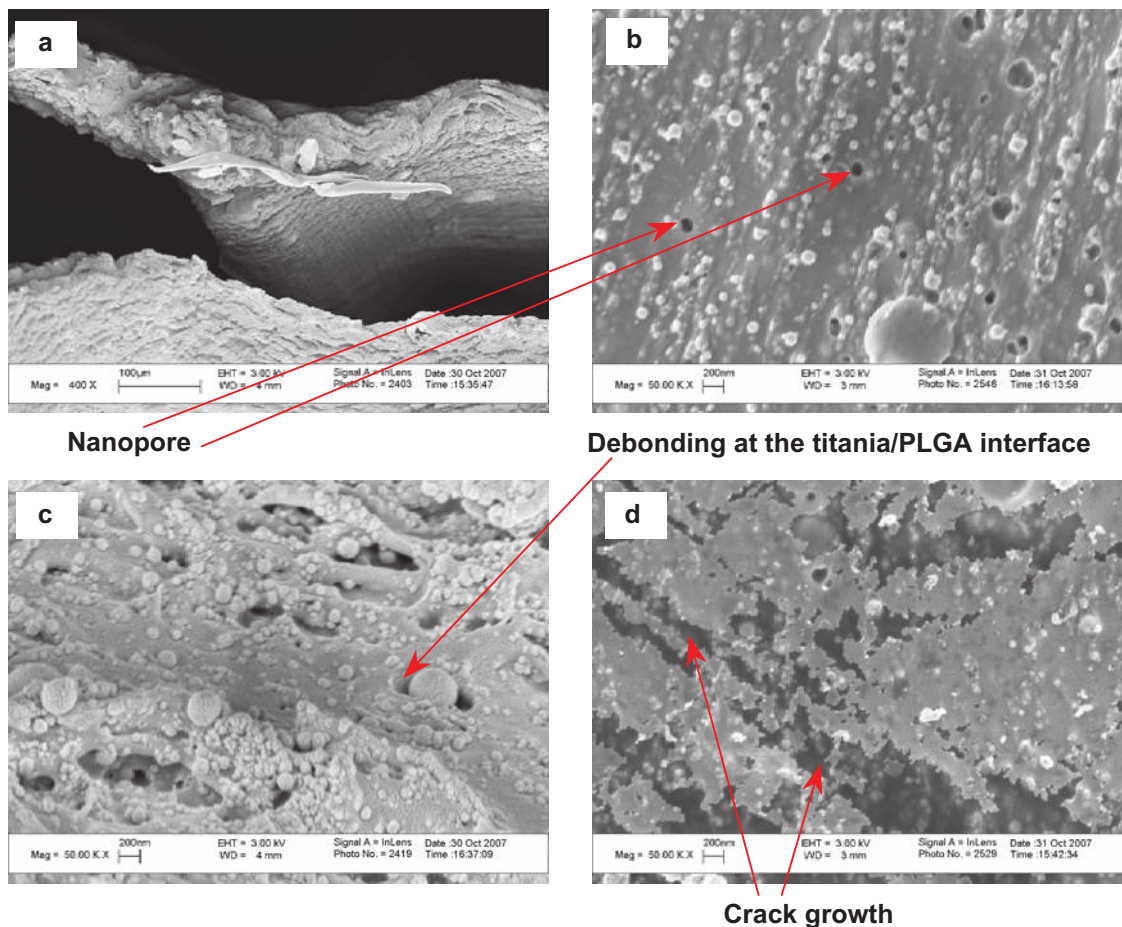 a
b
100µm
Mag = 400 X
EHT = 3.00 kV
WD = 4 mm
Signal A = InLens
Photo No. = 2403
Date :30 Oct 2007
Time :15:35:47
200nm
Mag = 50.00 K X
EHT = 3.00 kV
WD = 3 mm
Signal A = InLens
Photo No. = 2546
Date :31 Oct 2007
Time :16:13:58
Nanopore
Debonding at the titania/PLGA interface
c
d
200nm
Mag = 50.00 K X
EHT = 3.00 kV
WD = 4 mm
Signal A = InLens
Photo No. = 2419
Date :30 Oct 2007
Time :16:37:09
200nm
Mag = 50.00 K X
EHT = 3.00 kV
WD = 3 mm
Signal A = InLens
Photo No. = 2529
Date :31 Oct 2007
Time :15:42:34
Crack growth